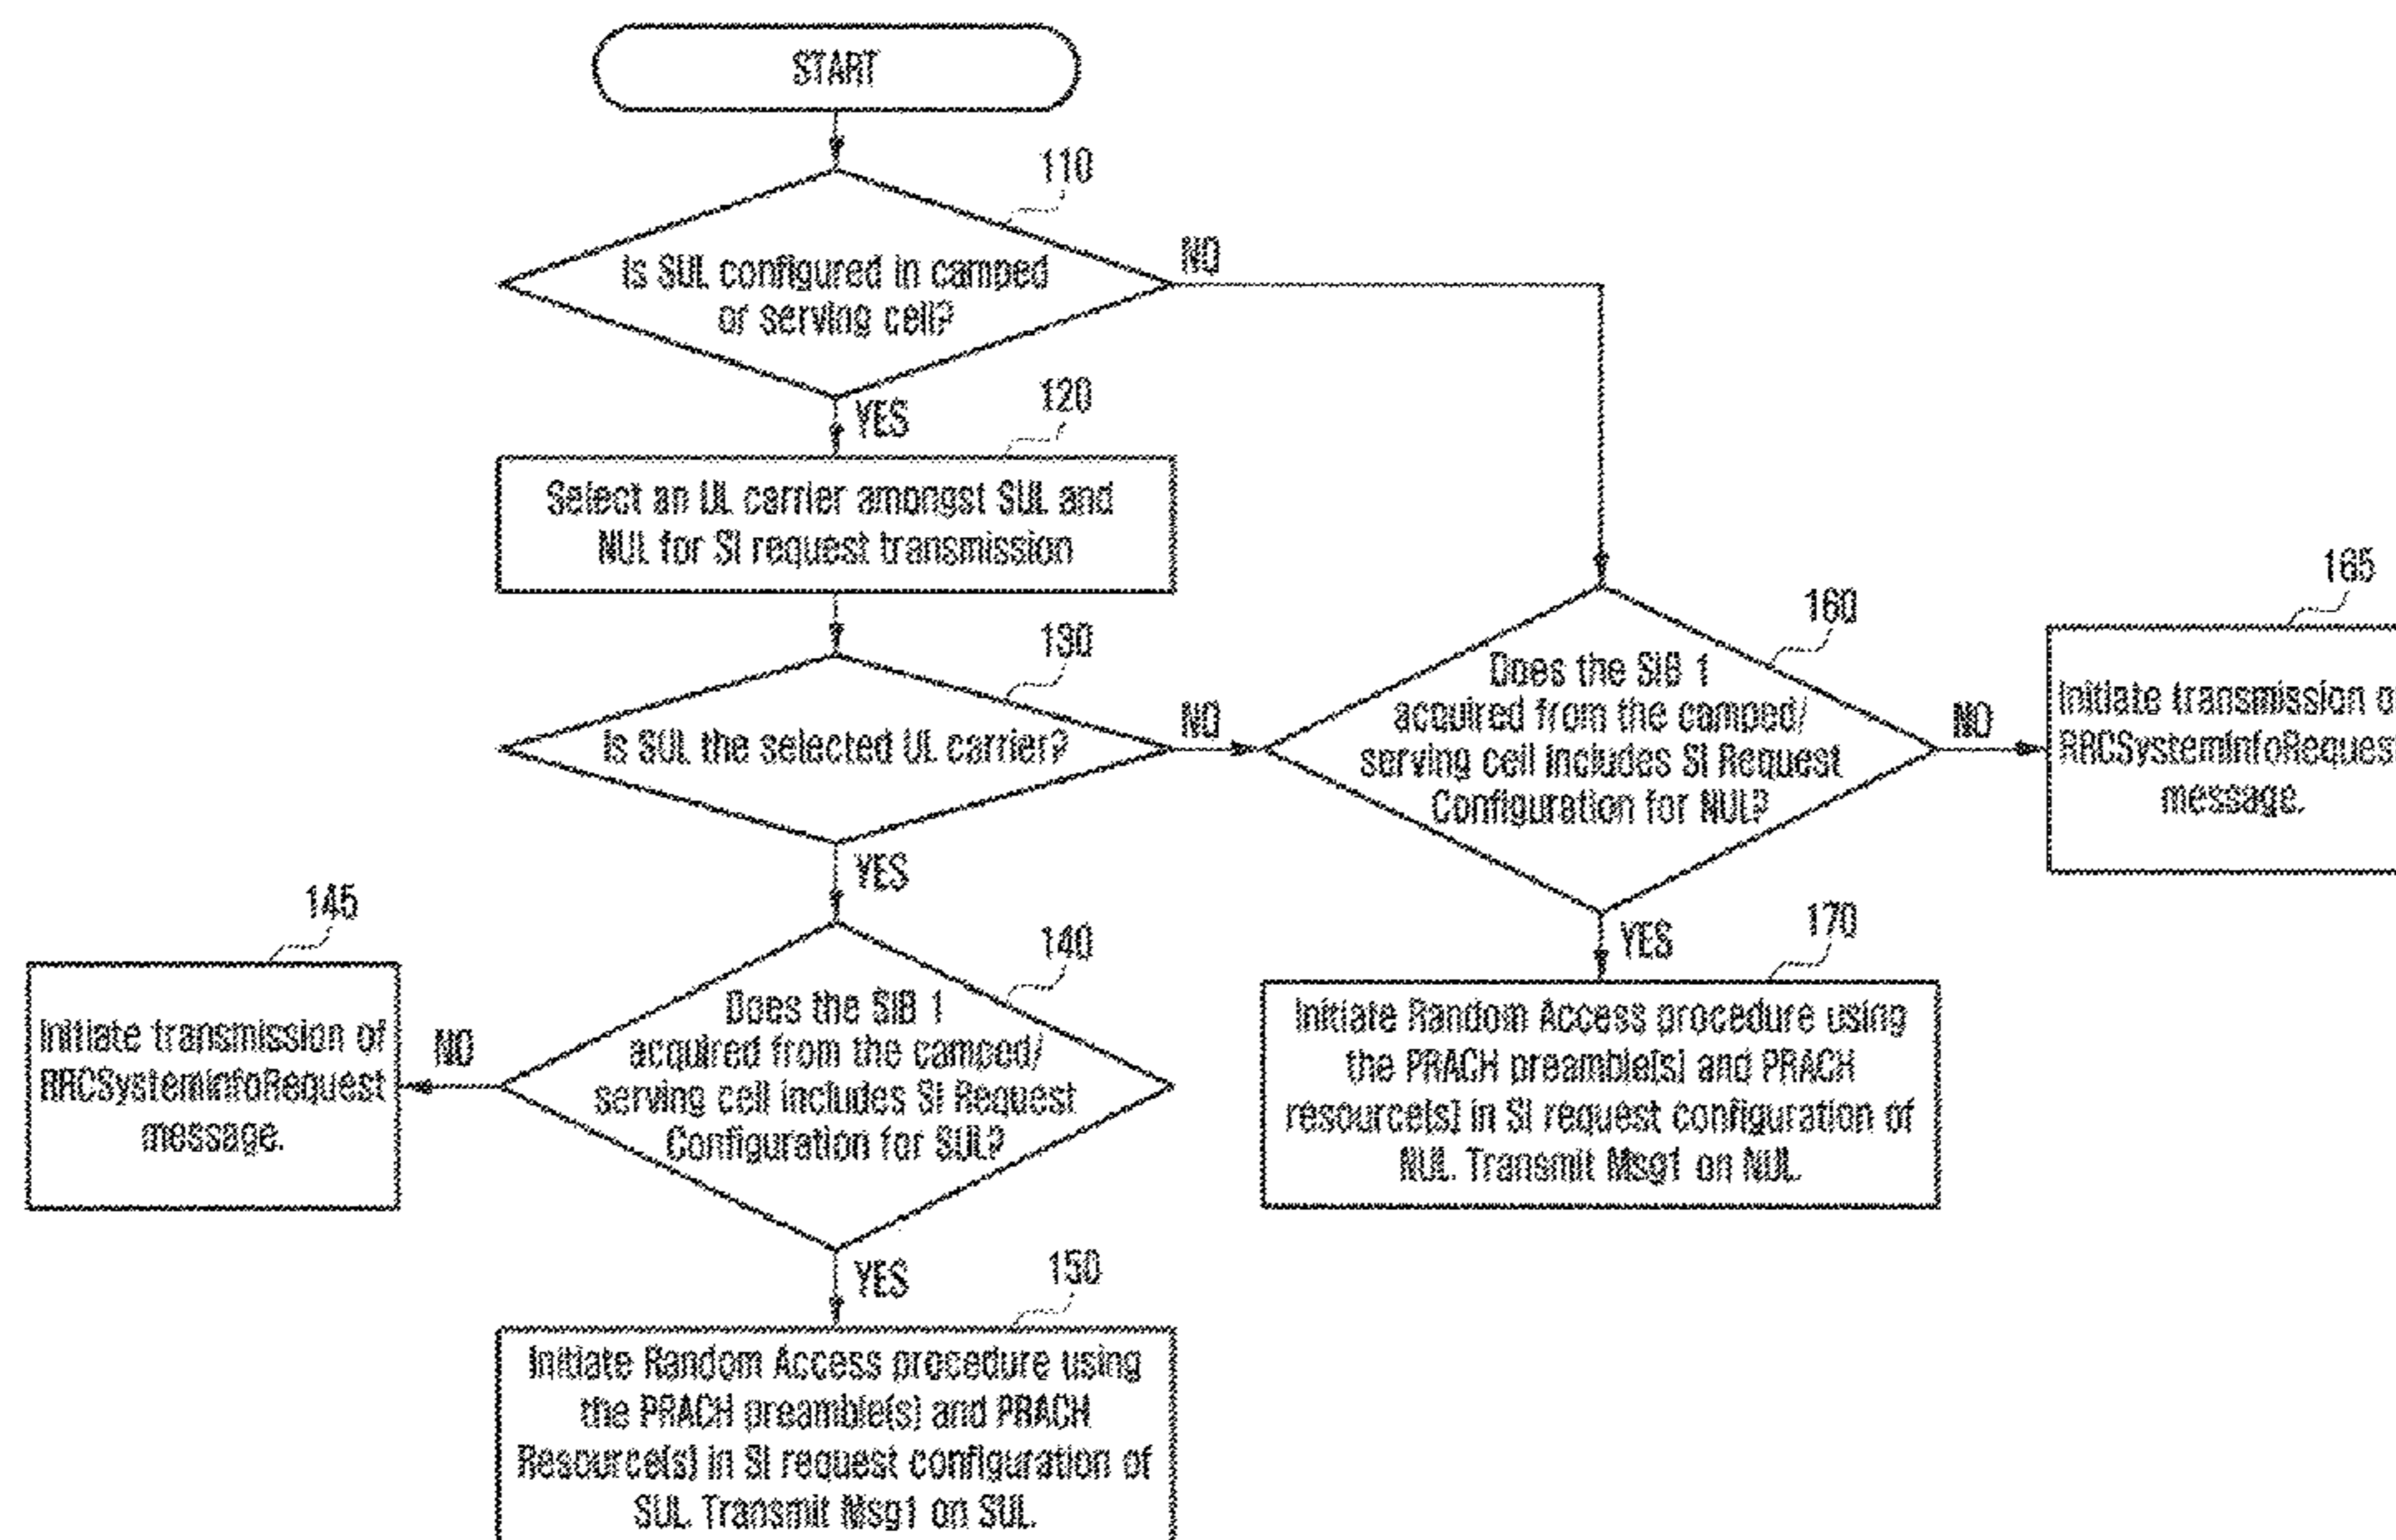 START
110
Is SUL configured in camped
or serving cell?
NO
YES
120
Select an UL carrier amongst SUL and
NUL for SI request transmission
130
Is SUL the selected UL carrier?
NO
YES
160
Does the SIB 1
acquired from the camped/
serving cell includes SI Request
Configuration for NUL?
NO
165
Initiate transmission of
RRCSystemInfoRequest
message.
YES
170
Initiate Random Access procedure using
the PRACH preamble(s) and PRACH
resource(s) in SI request configuration of
NUL. Transmit Msg1 on NUL.
140
Does the SIB 1
acquired from the camped/
serving cell includes SI Request
Configuration for SUL?
NO
145
Initiate transmission of
RRCSystemInfoRequest
message.
YES
150
Initiate Random Access procedure using
the PRACH preamble(s) and PRACH
Resource(s) in SI request configuration of
SUL. Transmit Msg1 on SUL.